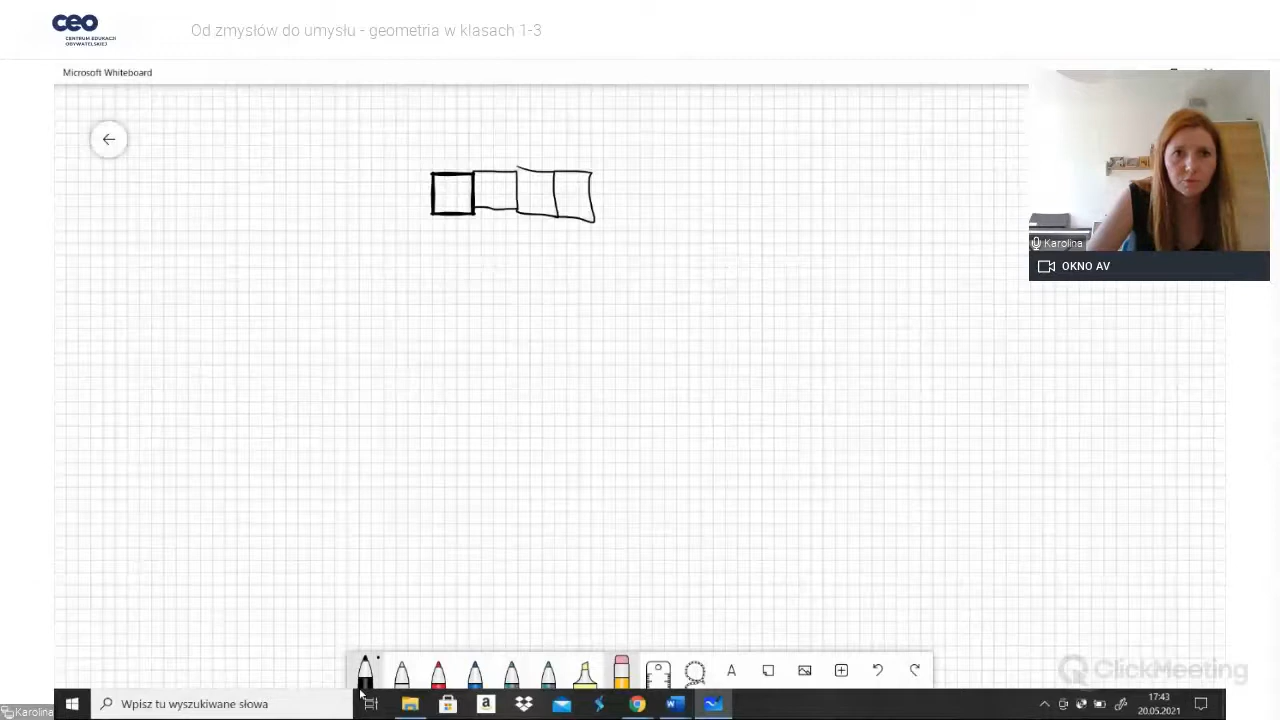 ceo
CENTRUM EDUKACJI
OBYWATELSKIEJ
Od zmysłów do umysłu - geometria w klasach 1-3
Microsoft Whiteboard
Karolina
OKNO AV
ClickMeeting
Wpisz tu wyszukiwane słowa
17:43
20.05.2021
Karolina